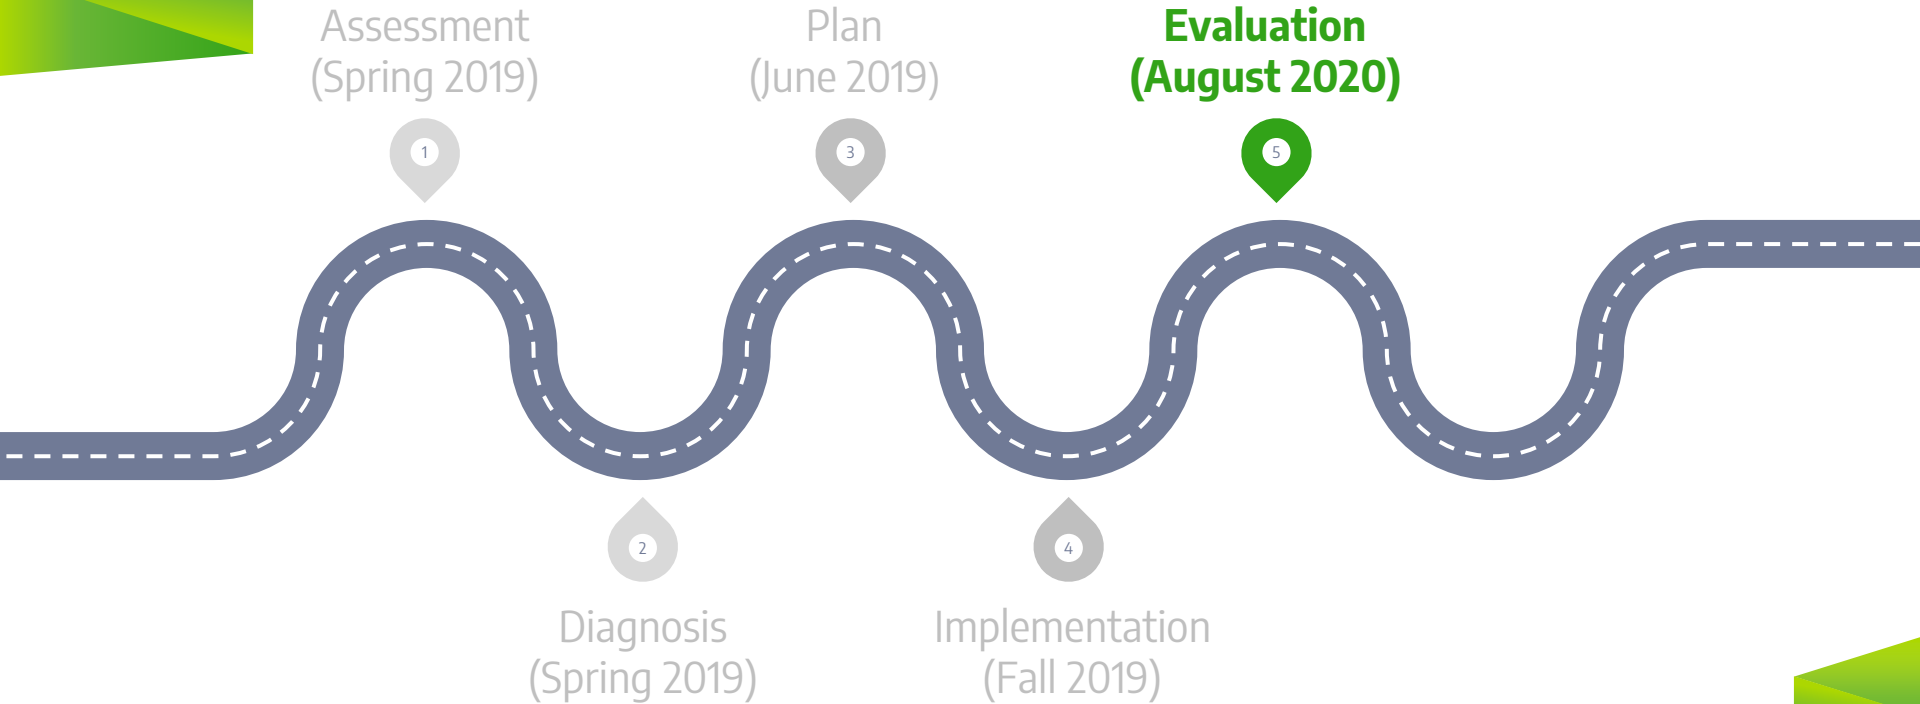 Assessment
(Spring 2019)
1
Diagnosis
(Spring 2019)
2
Plan
(June 2019)
3
Implementation
(Fall 2019)
4
Evaluation
(August 2020)
5